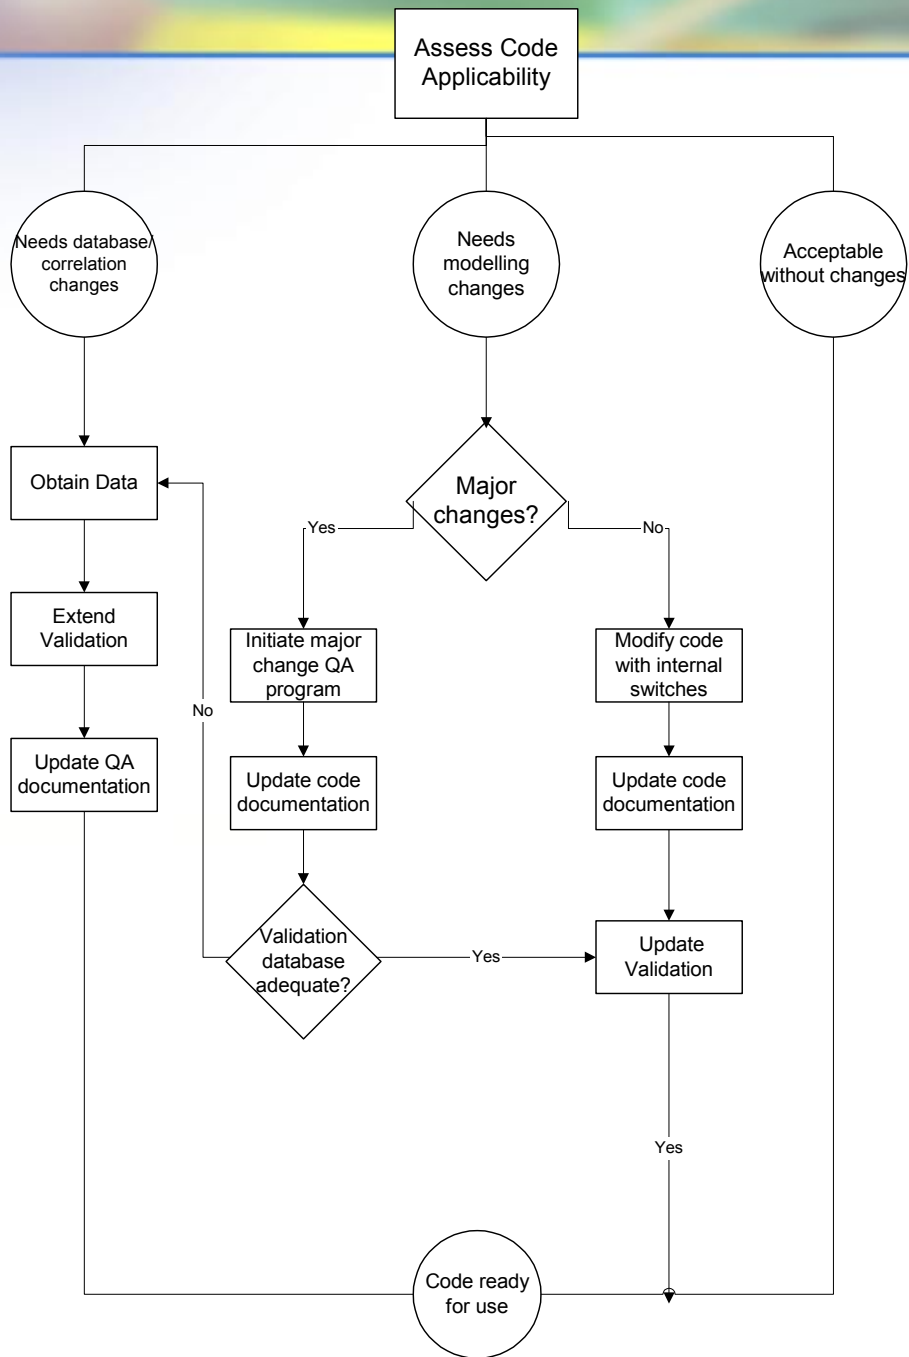 Assess Code
Applicability
Needs database/
correlation
changes
Needs
modelling
changes
Acceptable
without changes
Obtain Data
Major
changes?
Yes
No
Extend
Validation
Initiate major
change QA
program
Modify code
with internal
switches
No
Update QA
documentation
Update code
documentation
Update code
documentation
Validation
database
adequate?
Yes
Update
Validation
Yes
Code ready
for use